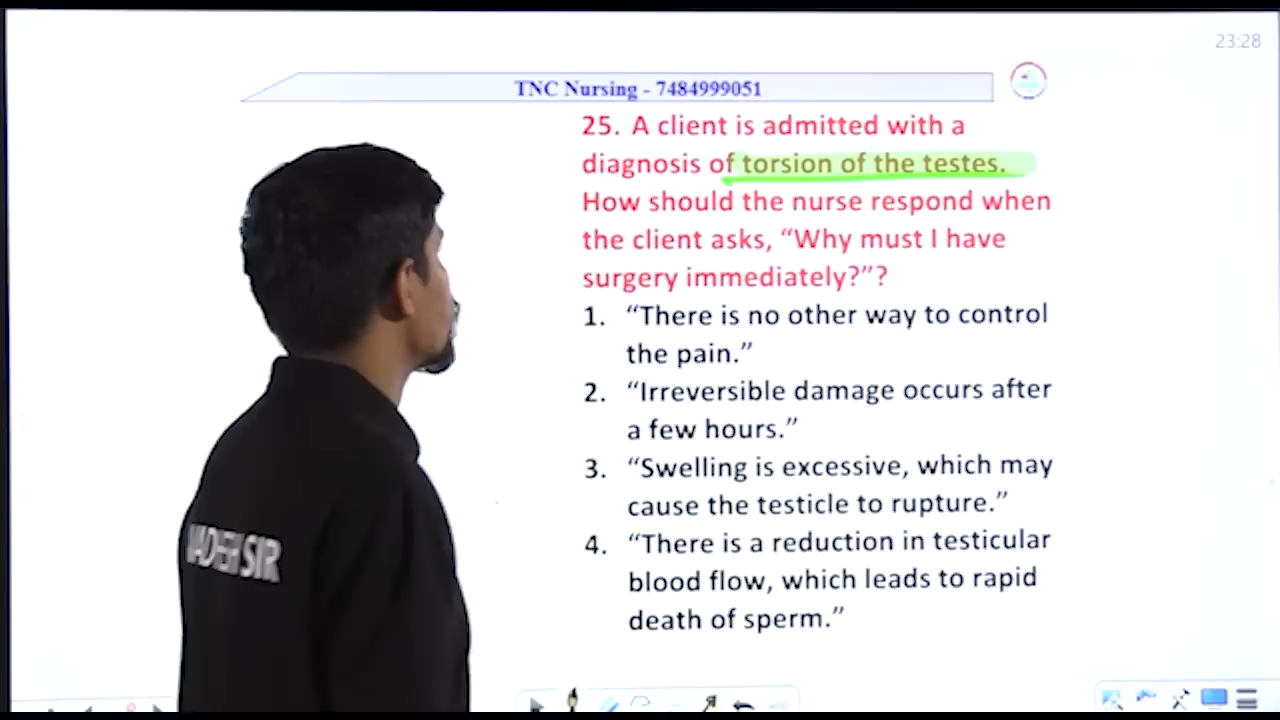 23:28
TNC Nursing - 7484999051
25. A client is admitted with a
diagnosis of torsion of the testes.
How should the nurse respond when
the client asks, “Why must I have
surgery immediately?”?
1. “There is no other way to control
the pain.”
2. “Irreversible damage occurs after
a few hours.”
3. “Swelling is excessive, which may
cause the testicle to rupture.”
4. “There is a reduction in testicular
blood flow, which leads to rapid
death of sperm.”
SIR